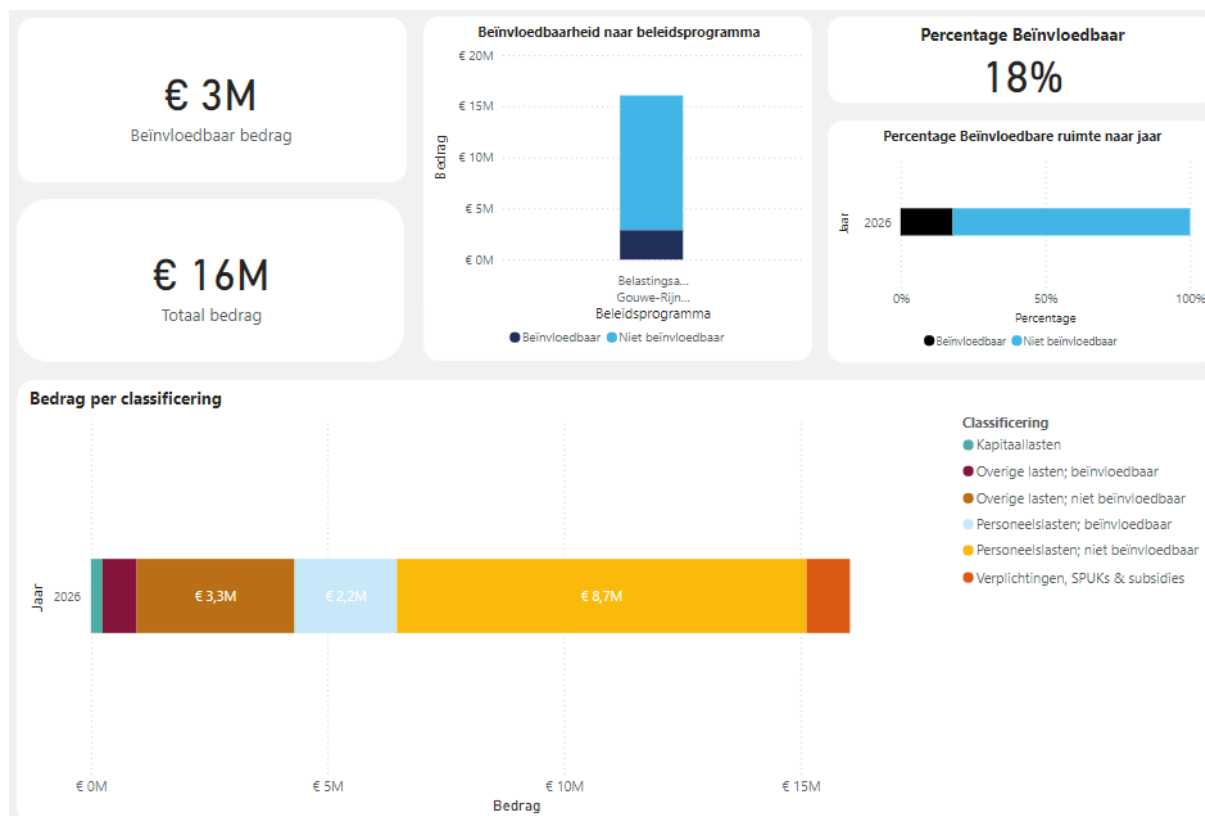 € 3M
Beïnvloedbaar bedrag
€ 16M
Totaal bedrag
Beïnvloedbaarheid naar beleidsprogramma
€ 20M
€ 15M
€ 10M
€ 5M
€ 0M
Bedrag
Belastingsa...
Gouwe-Rijn...
Beleidsprogramma
Beïnvloedbaar Niet beïnvloedbaar
Percentage Beïnvloedbaar
18%
Percentage Beïnvloedbare ruimte naar jaar
Jaar
2026
0% 50% 100%
Percentage
Beïnvloedbaar Niet beïnvloedbaar
Bedrag per classificering
Jaar
2026
€ 3,3M € 2,2M € 8,7M
€ 0M € 5M € 10M € 15M
Bedrag
Classificering
Kapitaallasten
Overige lasten; beïnvloedbaar
Overige lasten; niet beïnvloedbaar
Personeelslasten; beïnvloedbaar
Personeelslasten; niet beïnvloedbaar
Verplichtingen, SPUKs & subsidies